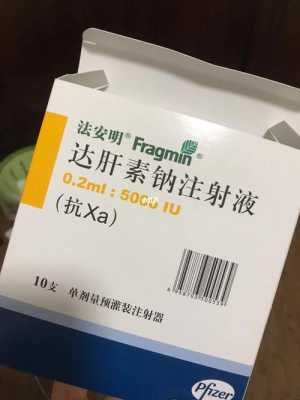 法安明® Fragmin®
达肝素钠注射液
0.2ml : 5000 IU
(抗Xa)
10支 单剂量预灌装注射器
Pfizer